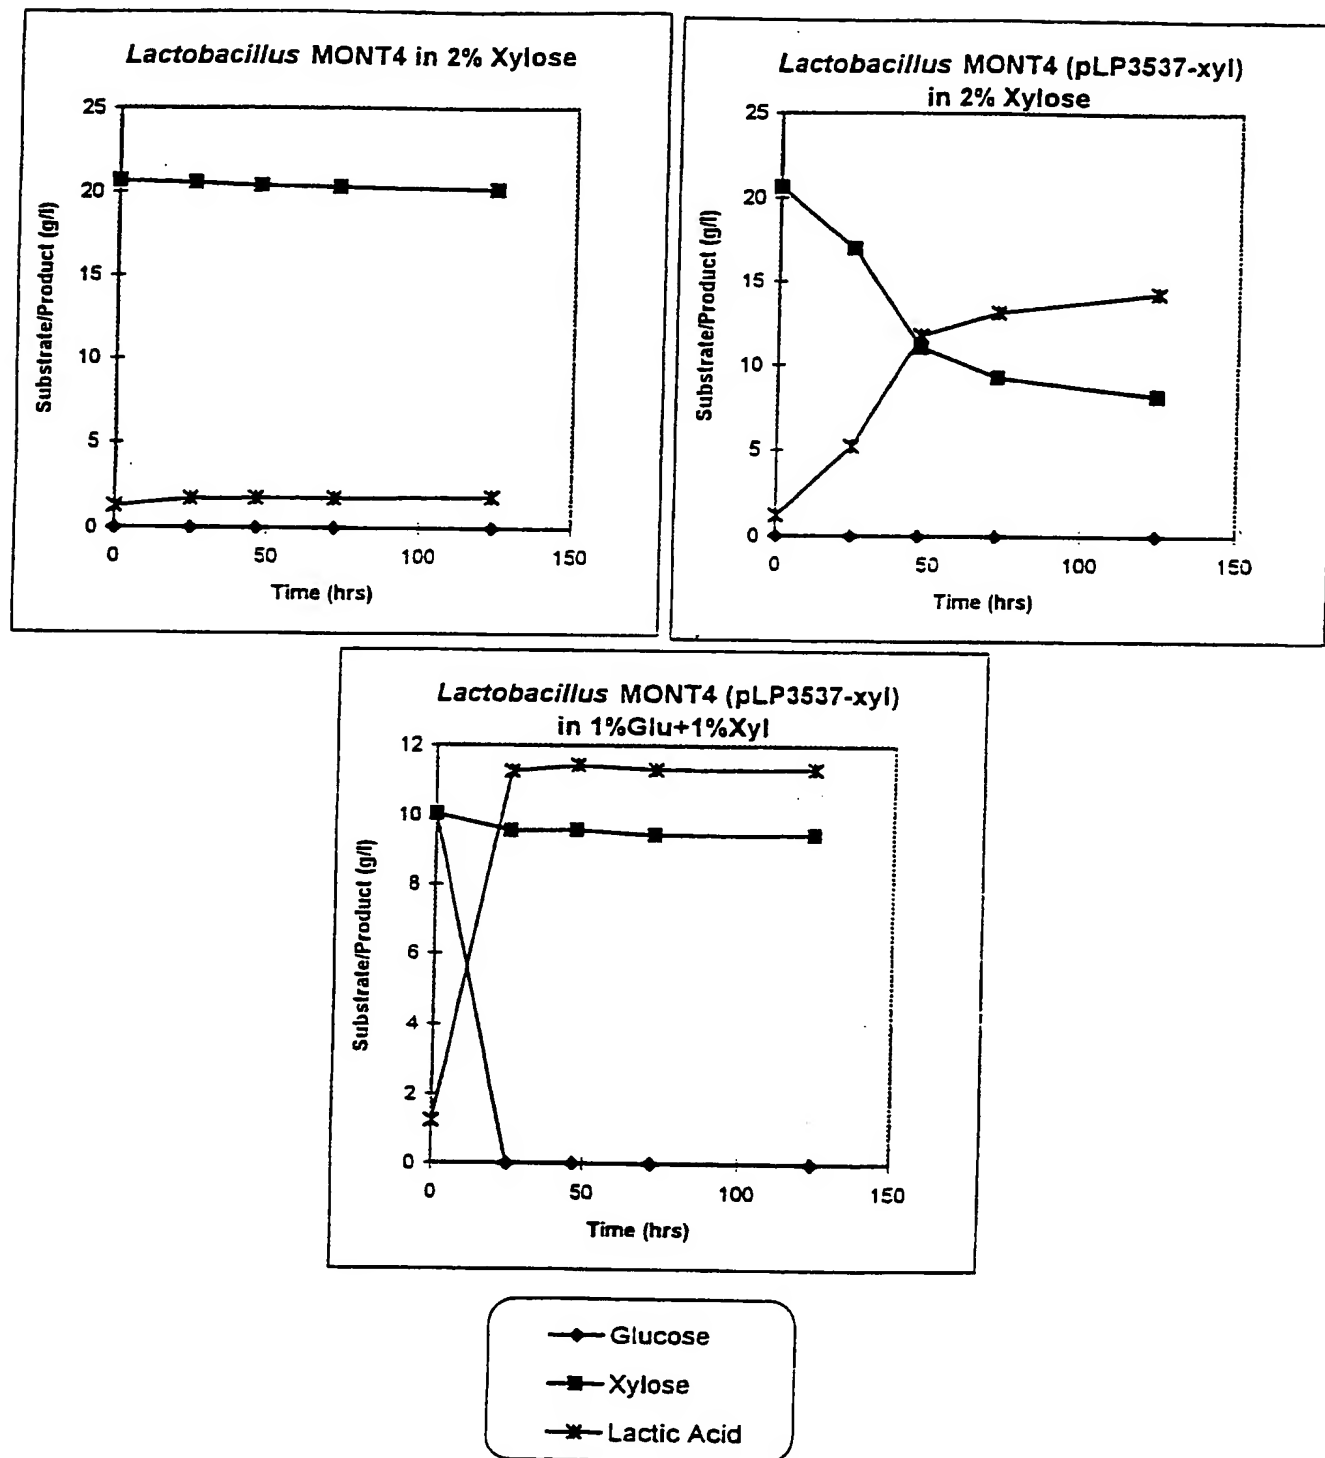 Lactobacillus MONT4 in 2% Xylose
25
20
15
10
5
0
Substrate/Product (g/l)
0 50 100 150
Time (hrs)
Lactobacillus MONT4 (pLP3537-xyl)
in 2% Xylose
25
20
15
10
5
0
Substrate/Product (g/l)
0 50 100 150
Time (hrs)
Lactobacillus MONT4 (pLP3537-xyl)
in 1%Glu+1%Xyl
12
10
8
6
4
2
0
Substrate/Product (g/l)
0 50 100 150
Time (hrs)
Glucose
Xylose
Lactic Acid